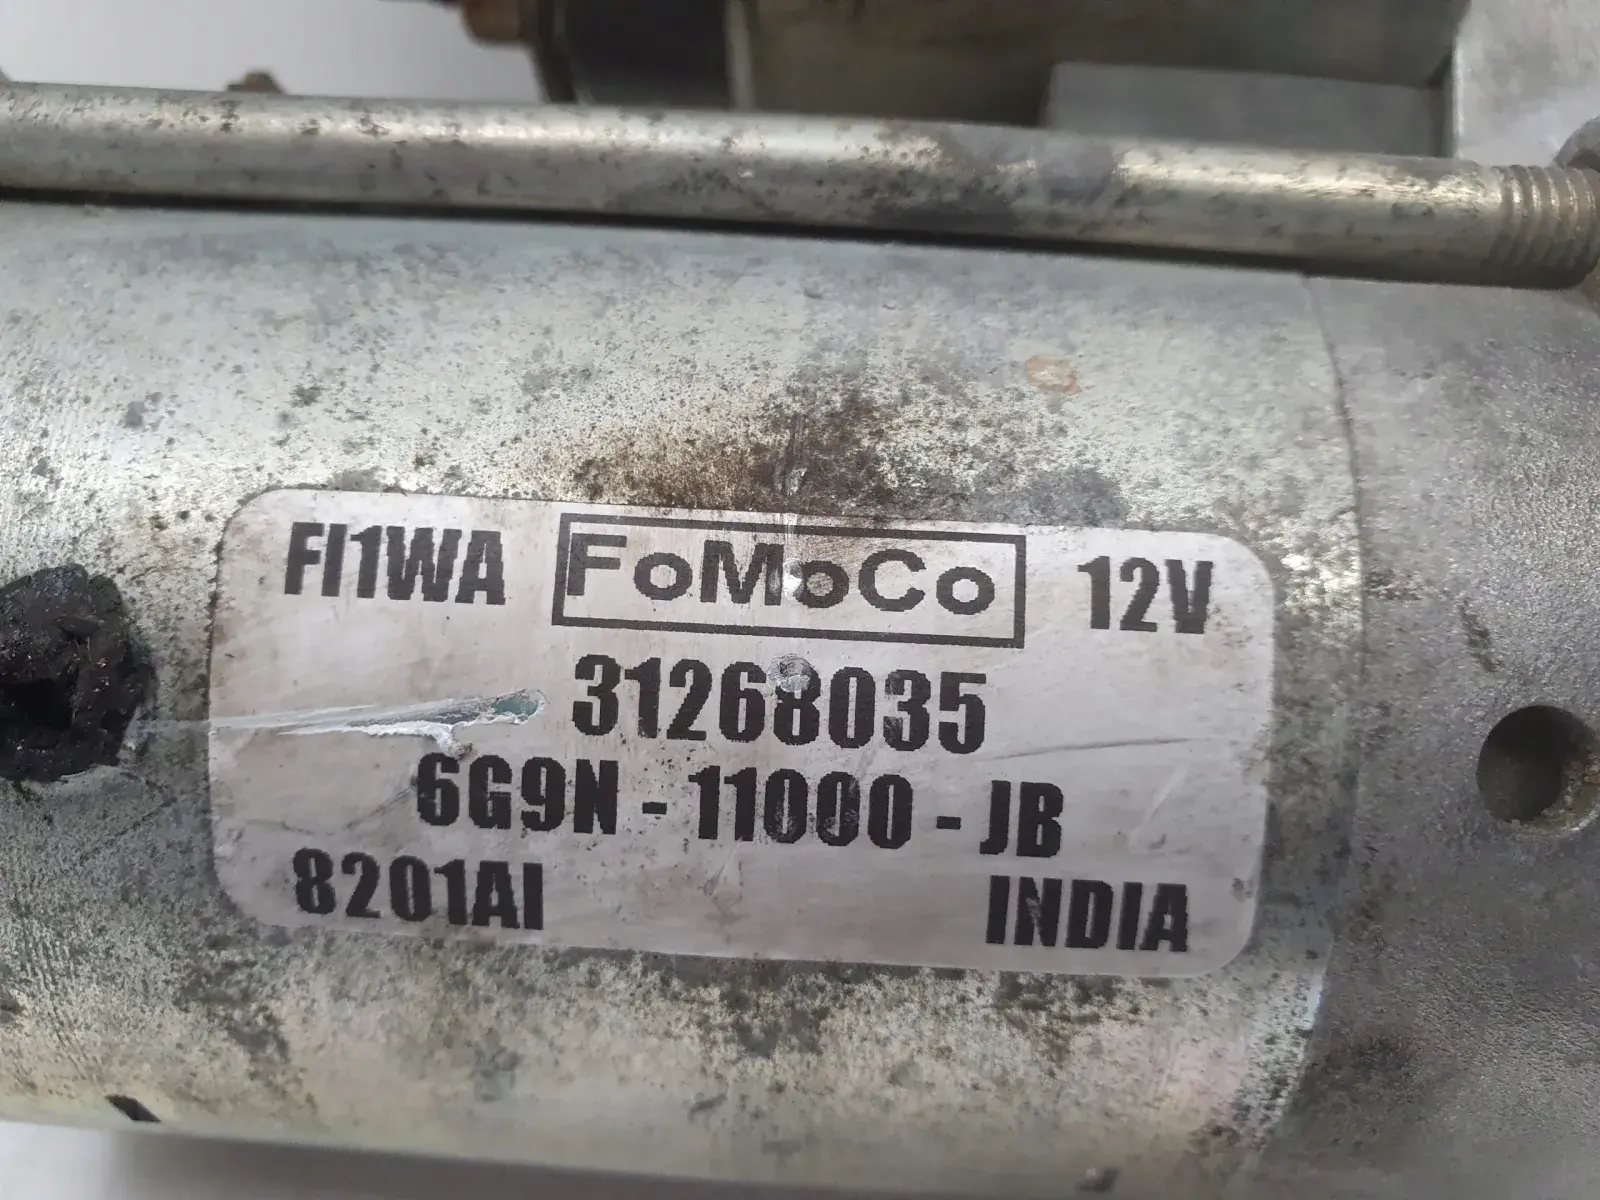 FI1WA FoMoCo 12V
31268035
6G9N - 11000 - JB
8201AI INDIA